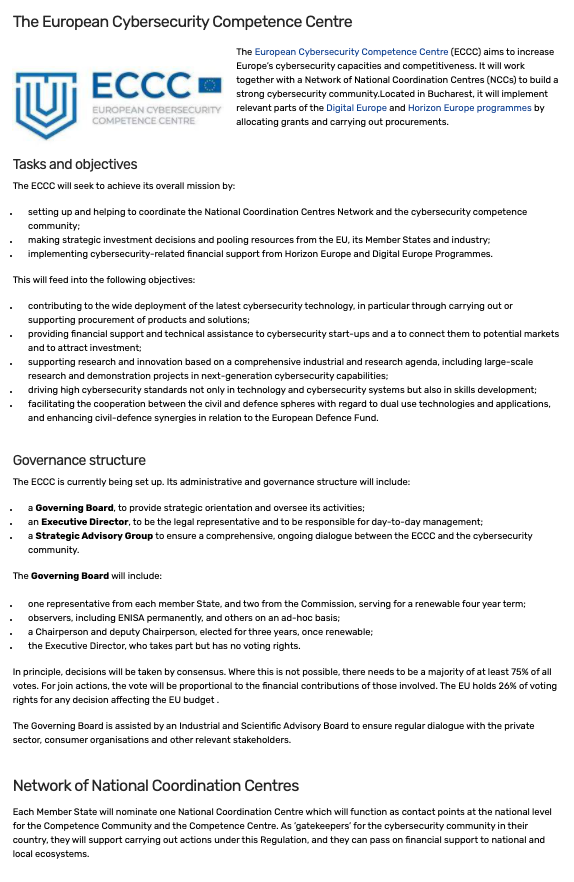 The European Cybersecurity Competence Centre
ECCC
EUROPEAN CYBERSECURITY
COMPETENCE CENTRE
The European Cybersecurity Competence Centre (ECCC) aims to increase
Europe's cybersecurity capacities and competitiveness. It will work
together with a Network of National Coordination Centres (NCCs) to build a
strong cybersecurity community.Located in Bucharest, it will implement
relevant parts of the Digital Europe and Horizon Europe programmes by
allocating grants and carrying out procurements.
Tasks and objectives
The ECCC will seek to achieve its overall mission by:
• setting up and helping to coordinate the National Coordination Centres Network and the cybersecurity competence
community;
• making strategic investment decisions and pooling resources from the EU, its Member States and industry;
• implementing cybersecurity-related financial support from Horizon Europe and Digital Europe Programmes.
This will feed into the following objectives:
• contributing to the wide deployment of the latest cybersecurity technology, in particular through carrying out or
supporting procurement of products and solutions;
• providing financial support and technical assistance to cybersecurity start-ups and a to connect them to potential markets
and to attract investment;
• supporting research and innovation based on a comprehensive industrial and research agenda, including large-scale
research and demonstration projects in next-generation cybersecurity capabilities;
• driving high cybersecurity standards not only in technology and cybersecurity systems but also in skills development;
• facilitating the cooperation between the civil and defence spheres with regard to dual use technologies and applications,
and enhancing civil-defence synergies in relation to the European Defence Fund.
Governance structure
The ECCC is currently being set up. Its administrative and governance structure will include:
• a Governing Board, to provide strategic orientation and oversee its activities;
• an Executive Director, to be the legal representative and to be responsible for day-to-day management;
• a Strategic Advisory Group to ensure a comprehensive, ongoing dialogue between the ECCC and the cybersecurity
community.
The Governing Board will include:
• one representative from each member State, and two from the Commission, serving for a renewable four year term;
• observers, including ENISA permanently, and others on an ad-hoc basis;
• a Chairperson and deputy Chairperson, elected for three years, once renewable;
• the Executive Director, who takes part but has no voting rights.
In principle, decisions will be taken by consensus. Where this is not possible, there needs to be a majority of at least 75% of all
votes. For join actions, the vote will be proportional to the financial contributions of those involved. The EU holds 26% of voting
rights for any decision affecting the EU budget .
The Governing Board is assisted by an Industrial and Scientific Advisory Board to ensure regular dialogue with the private
sector, consumer organisations and other relevant stakeholders.
Network of National Coordination Centres
Each Member State will nominate one National Coordination Centre which will function as contact points at the national level
for the Competence Community and the Competence Centre. As 'gatekeepers' for the cybersecurity community in their
country, they will support carrying out actions under this Regulation, and they can pass on financial support to national and
local ecosystems.